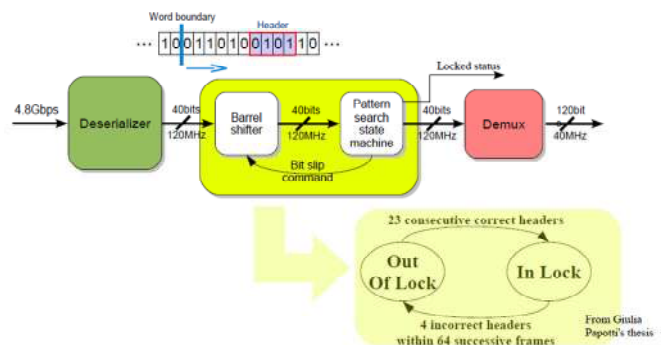 Word boundary
Header
... 1 0 0 1 1 0 1 0 0 0 1 0 1 1 0 ...
Locked status
4.8Gbps
Deserializer
40bits
120MHz
Barrel
shifter
40bits
120MHz
Pattern
search state
machine
40bits
120MHz
Demux
120bit
40MHz
Bit slip
command
23 consecutive correct headers
Out
Of Lock
In Lock
4 incorrect headers
within 64 successive frames
From Giulia
Papotti's thesis